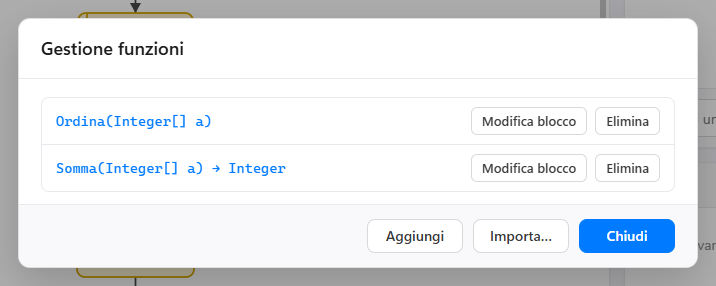 Gestione funzioni
Ordina(Integer[] a) Modifica blocco Elimina
Somma(Integer[] a) → Integer Modifica blocco Elimina
Aggiungi Importa... Chiudi